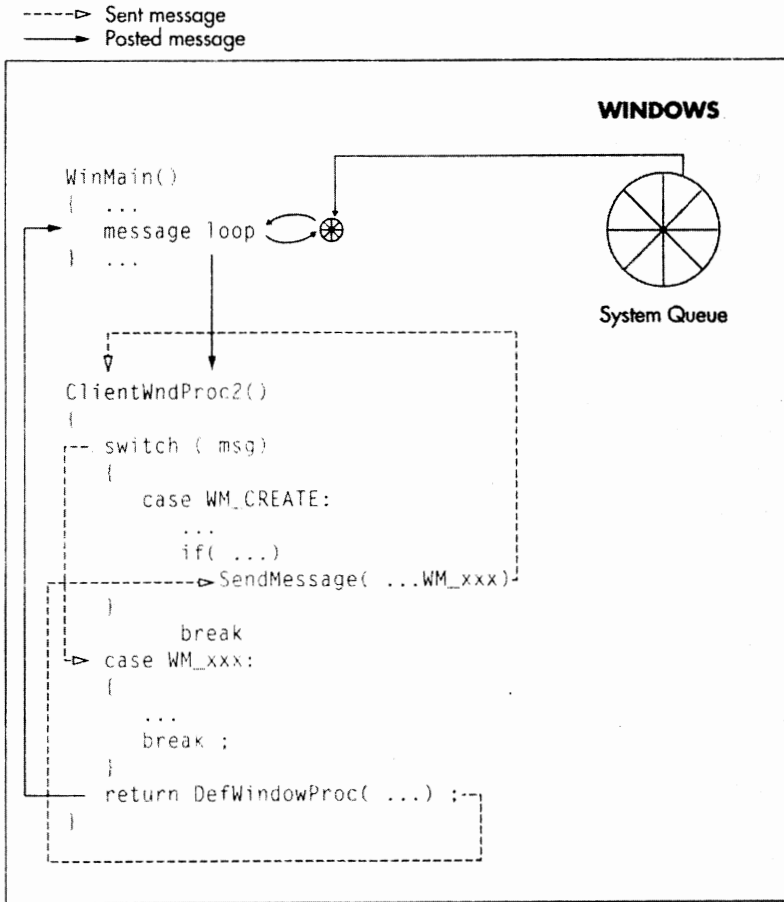 Sent message
Posted message
WINDOWS
WinMain()
{ ...
message loop
} ...
System Queue
ClientWndProc2()
{
switch ( msg)
{
case WM_CREATE:
...
if( ...)
SendMessage( ...WM_xxx)
}
break
case WM_xxx:
{
...
break ;
}
return DefWindowProc( ...) ;
}